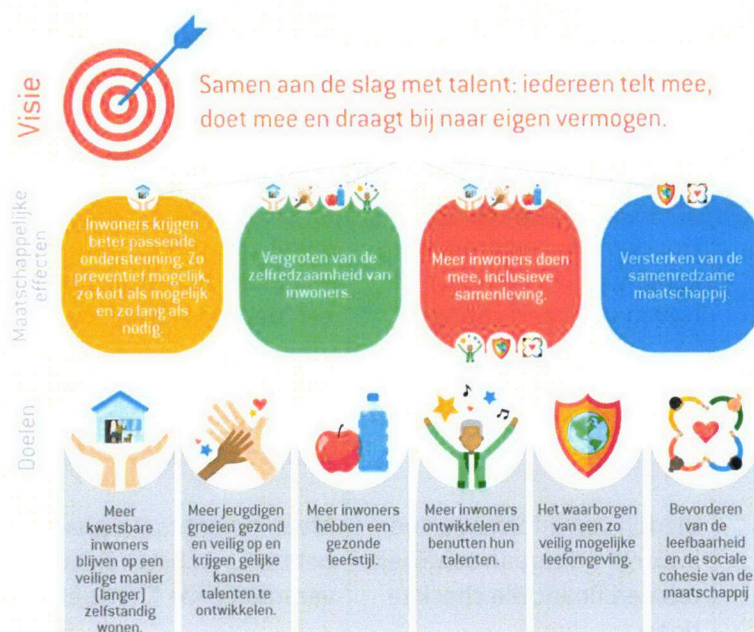 Visie
Samen aan de slag met talent: iedereen telt mee,
doet mee en draagt bij naar eigen vermogen.
Maatschappelijke
effecten
Inwoners krijgen
beter passende
ondersteuning. Zo
preventief mogelijk,
zo kort als mogelijk
en zo lang als
nodig.
Vergroten van de
zelfredzaamheid van
inwoners.
Meer inwoners doen
mee, inclusieve
samenleving.
Versterken van de
samenredzame
maatschappij.
Doelen
Meer
kwetsbare
inwoners
blijven op een
veilige manier
(langer)
zelfstandig
wonen.
Meer jeugdigen
groeien gezond
en veilig op en
krijgen gelijke
kansen
talenten te
ontwikkelen.
Meer inwoners
hebben een
gezonde
leefstijl.
Meer inwoners
ontwikkelen en
benutten hun
talenten.
Het waarborgen
van een zo
veilig mogelijke
leefomgeving.
Bevorderen
van de
leefbaarheid
en de sociale
cohesie van de
maatschappij